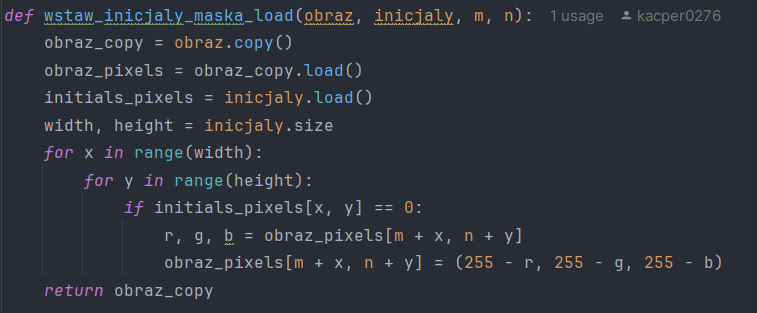 def wstaw_inicjaly_maska_load(obraz, inicjaly, m, n): 1 usage kacper0276
    obraz_copy = obraz.copy()
    obraz_pixels = obraz_copy.load()
    initials_pixels = inicjaly.load()
    width, height = inicjaly.size
    for x in range(width):
        for y in range(height):
            if initials_pixels[x, y] == 0:
                r, g, b = obraz_pixels[m + x, n + y]
                obraz_pixels[m + x, n + y] = (255 - r, 255 - g, 255 - b)
    return obraz_copy